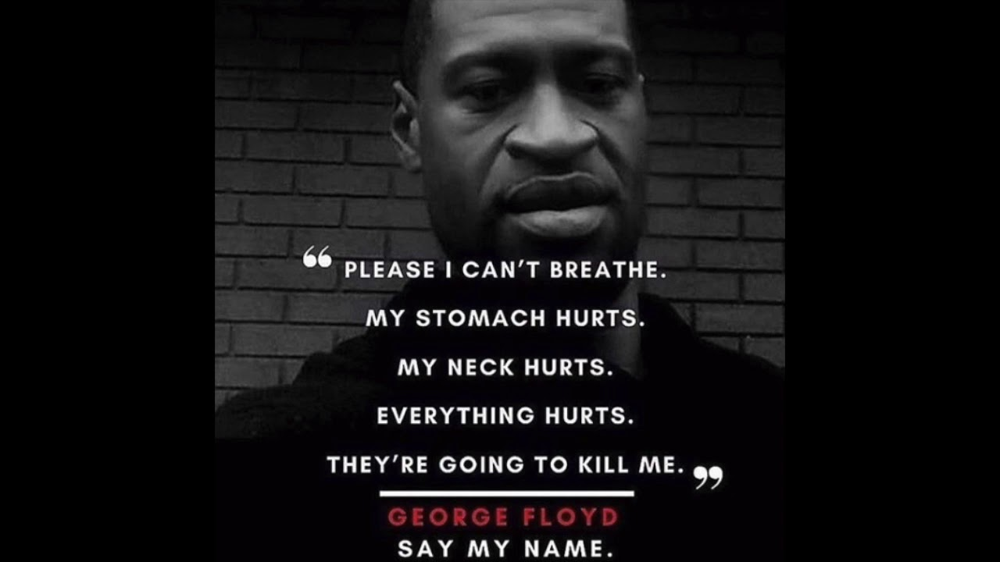 “ PLEASE I CAN’T BREATHE.
MY STOMACH HURTS.
MY NECK HURTS.
EVERYTHING HURTS.
THEY’RE GOING TO KILL ME. ”
GEORGE FLOYD
SAY MY NAME.